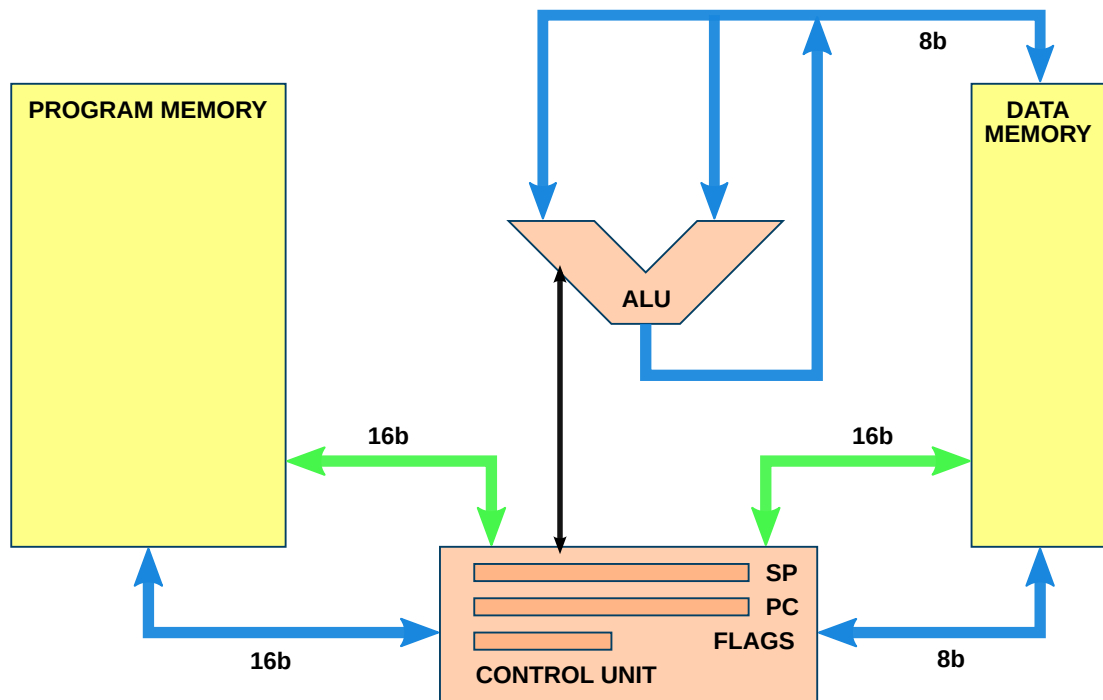 8b
PROGRAM MEMORY
DATA
MEMORY
ALU
16b
16b
SP
PC
FLAGS
CONTROL UNIT
16b
8b